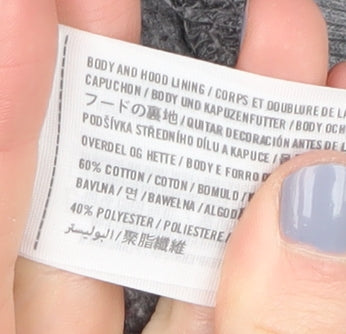 BODY AND HOOD LINING / CORPS ET DOUBLURE DE LA
CAPUCHON / BODY UND KAPUZENFUTTER / BODY OCH
フードの裏地 / QUITAR DECORACIÓN ANTES DE L
PODŠÍVKA STŘEDNÍHO DÍLU A KAPUCE /
OVERDEL OG HETTE / BODY E FORRO D
60% COTTON / COTON / BOMULD /
BAVLNA / 면 / BAWEŁNA / ALGOD
40% POLYESTER / POLIESTERE /
البوليستر / 聚脂纖維